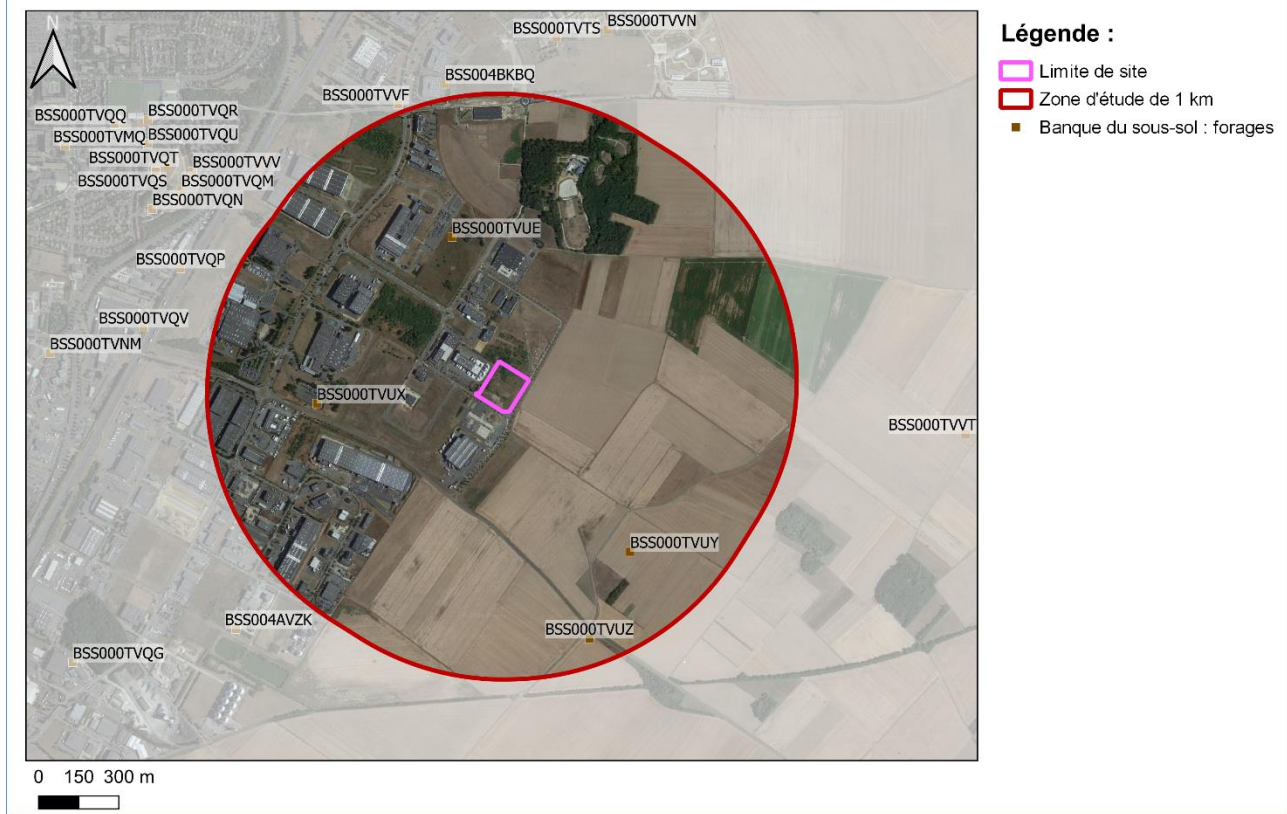 N
BSS000TVVN
BSS000TVTS
BSS004BKBQ
BSS000TVVF
BSS000TVQR
BSS000TVQQ
BSS000TVQU
BSS000TVMQ
BSS000TVQT
BSS000TVVV
BSS000TVQS
BSS000TVQM
BSS000TVQN
BSS000TVUE
BSS000TVQP
BSS000TVQV
BSS000TVNM
BSS000TVUX
BSS000TVVT
BSS000TVUY
BSS004AVZK
BSS000TVUZ
BSS000TVQG
Légende :
Limite de site
Zone d'étude de 1 km
Banque du sous-sol : forages
0 150 300 m